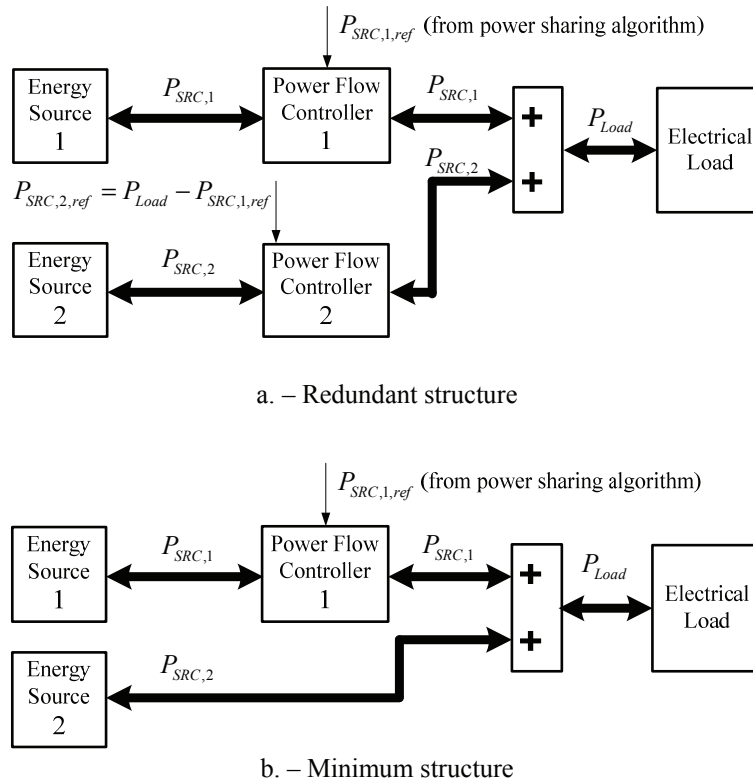 P_{SRC,1,ref} (from power sharing algorithm)
Energy Source 1
P_{SRC,1}
Power Flow Controller 1
P_{SRC,1}
+
P_{Load}
Electrical Load
P_{SRC,2}
+
P_{SRC,2,ref} = P_{Load} − P_{SRC,1,ref}
Energy Source 2
P_{SRC,2}
Power Flow Controller 2
a. – Redundant structure
P_{SRC,1,ref} (from power sharing algorithm)
Energy Source 1
P_{SRC,1}
Power Flow Controller 1
P_{SRC,1}
+
P_{Load}
Electrical Load
+
Energy Source 2
P_{SRC,2}
b. – Minimum structure